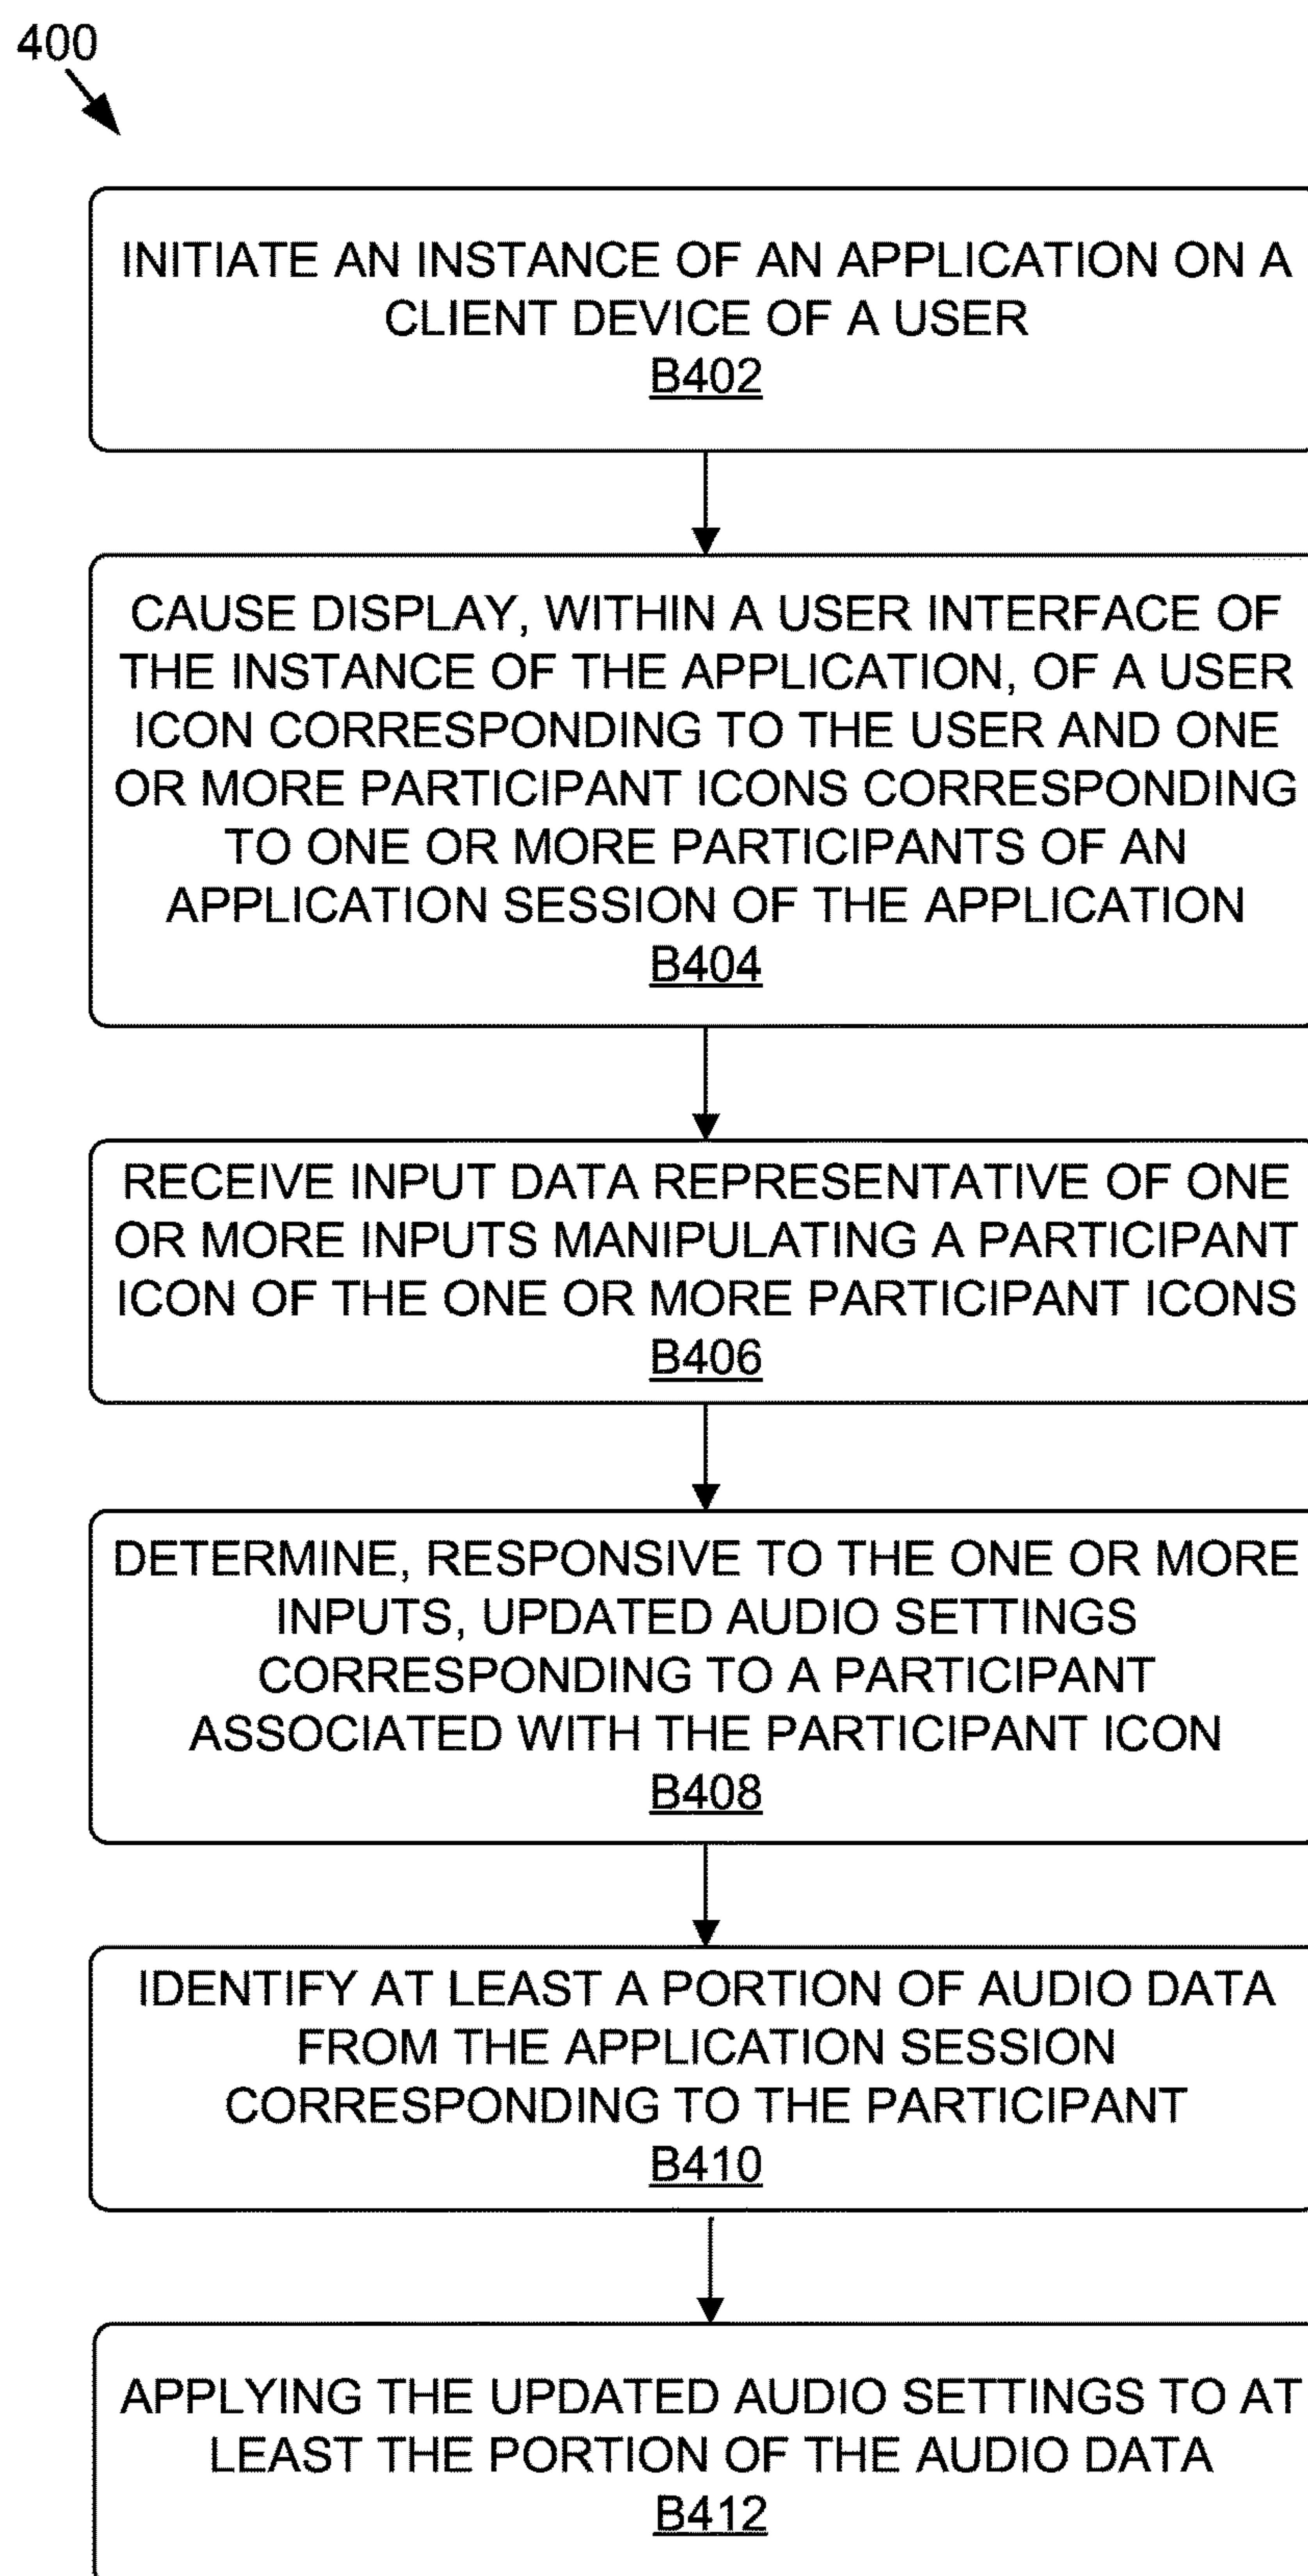 400
INITIATE AN INSTANCE OF AN APPLICATION ON A
CLIENT DEVICE OF A USER
B402
CAUSE DISPLAY, WITHIN A USER INTERFACE OF
THE INSTANCE OF THE APPLICATION, OF A USER
ICON CORRESPONDING TO THE USER AND ONE
OR MORE PARTICIPANT ICONS CORRESPONDING
TO ONE OR MORE PARTICIPANTS OF AN
APPLICATION SESSION OF THE APPLICATION
B404
RECEIVE INPUT DATA REPRESENTATIVE OF ONE
OR MORE INPUTS MANIPULATING A PARTICIPANT
ICON OF THE ONE OR MORE PARTICIPANT ICONS
B406
DETERMINE, RESPONSIVE TO THE ONE OR MORE
INPUTS, UPDATED AUDIO SETTINGS
CORRESPONDING TO A PARTICIPANT
ASSOCIATED WITH THE PARTICIPANT ICON
B408
IDENTIFY AT LEAST A PORTION OF AUDIO DATA
FROM THE APPLICATION SESSION
CORRESPONDING TO THE PARTICIPANT
B410
APPLYING THE UPDATED AUDIO SETTINGS TO AT
LEAST THE PORTION OF THE AUDIO DATA
B412